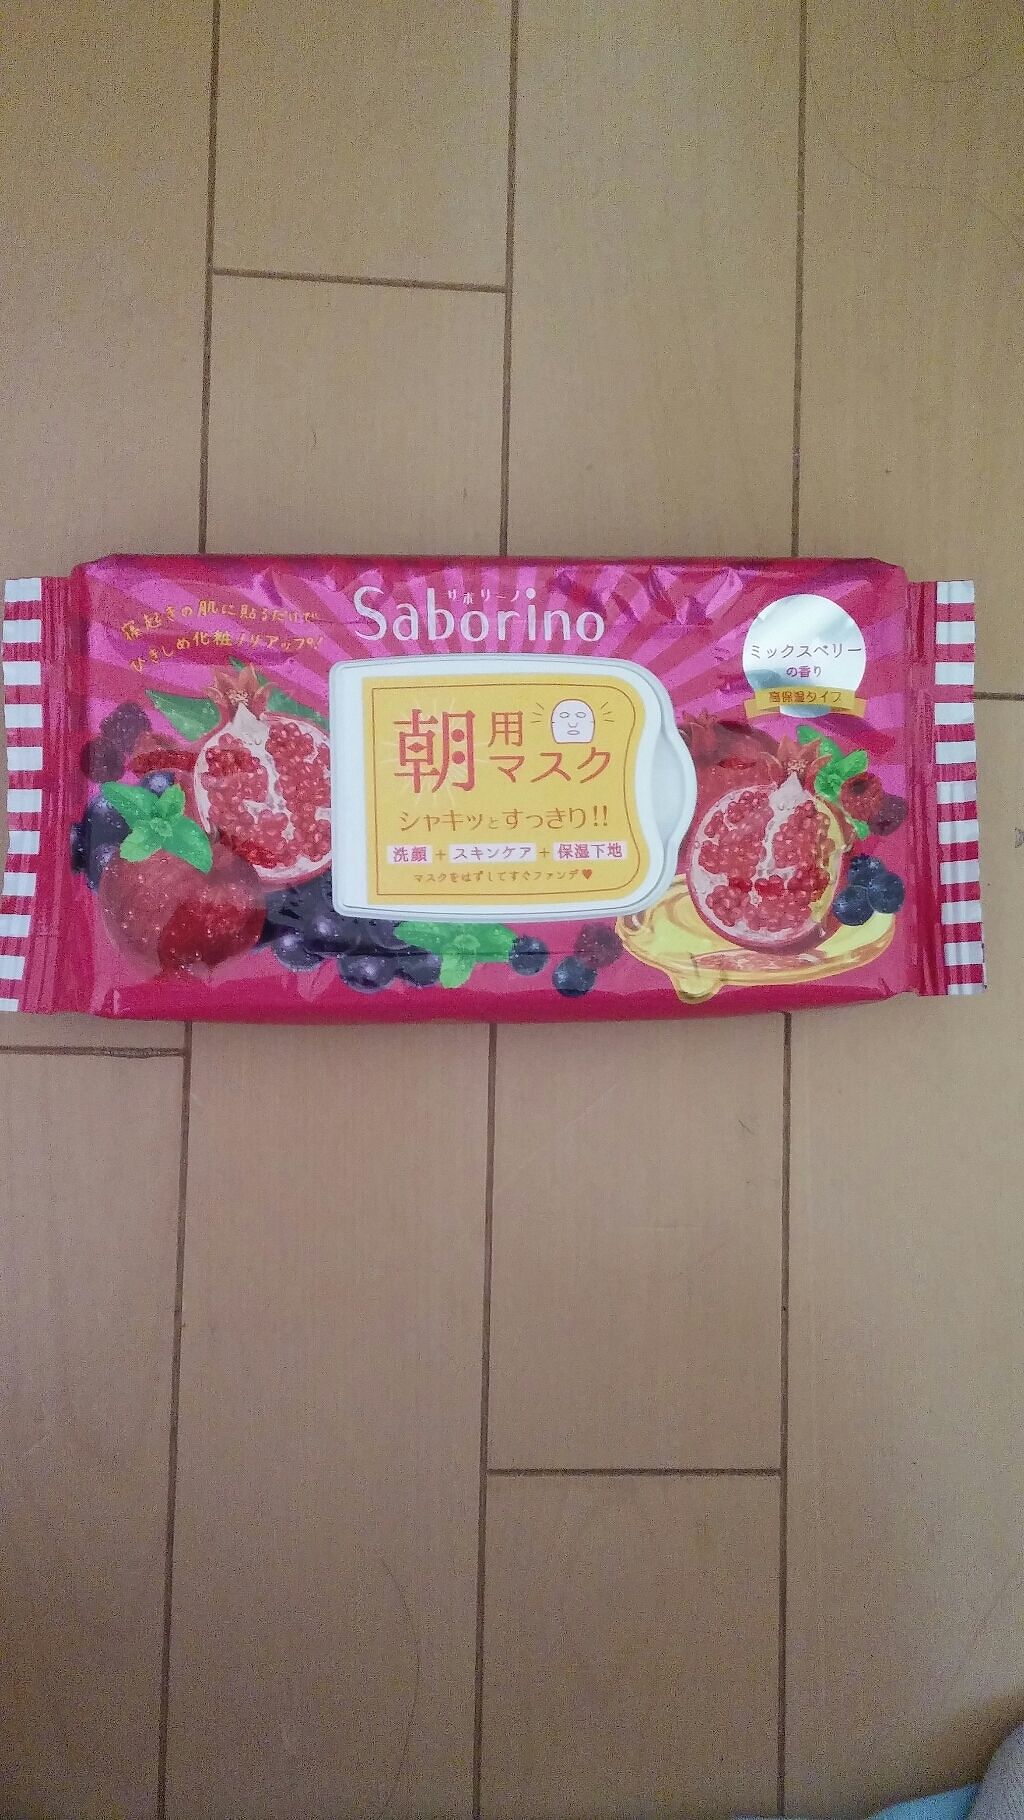 寝起きの肌に貼るだけで
ひきしめ化粧ノリアップ!
サボリーノ
Saborino
ミックスベリー
の香り
高保湿タイプ
朝用マスク
シャキッとすっきり!!
洗顔+スキンケア+保湿下地
マスクをはずしてすぐファンデ♥